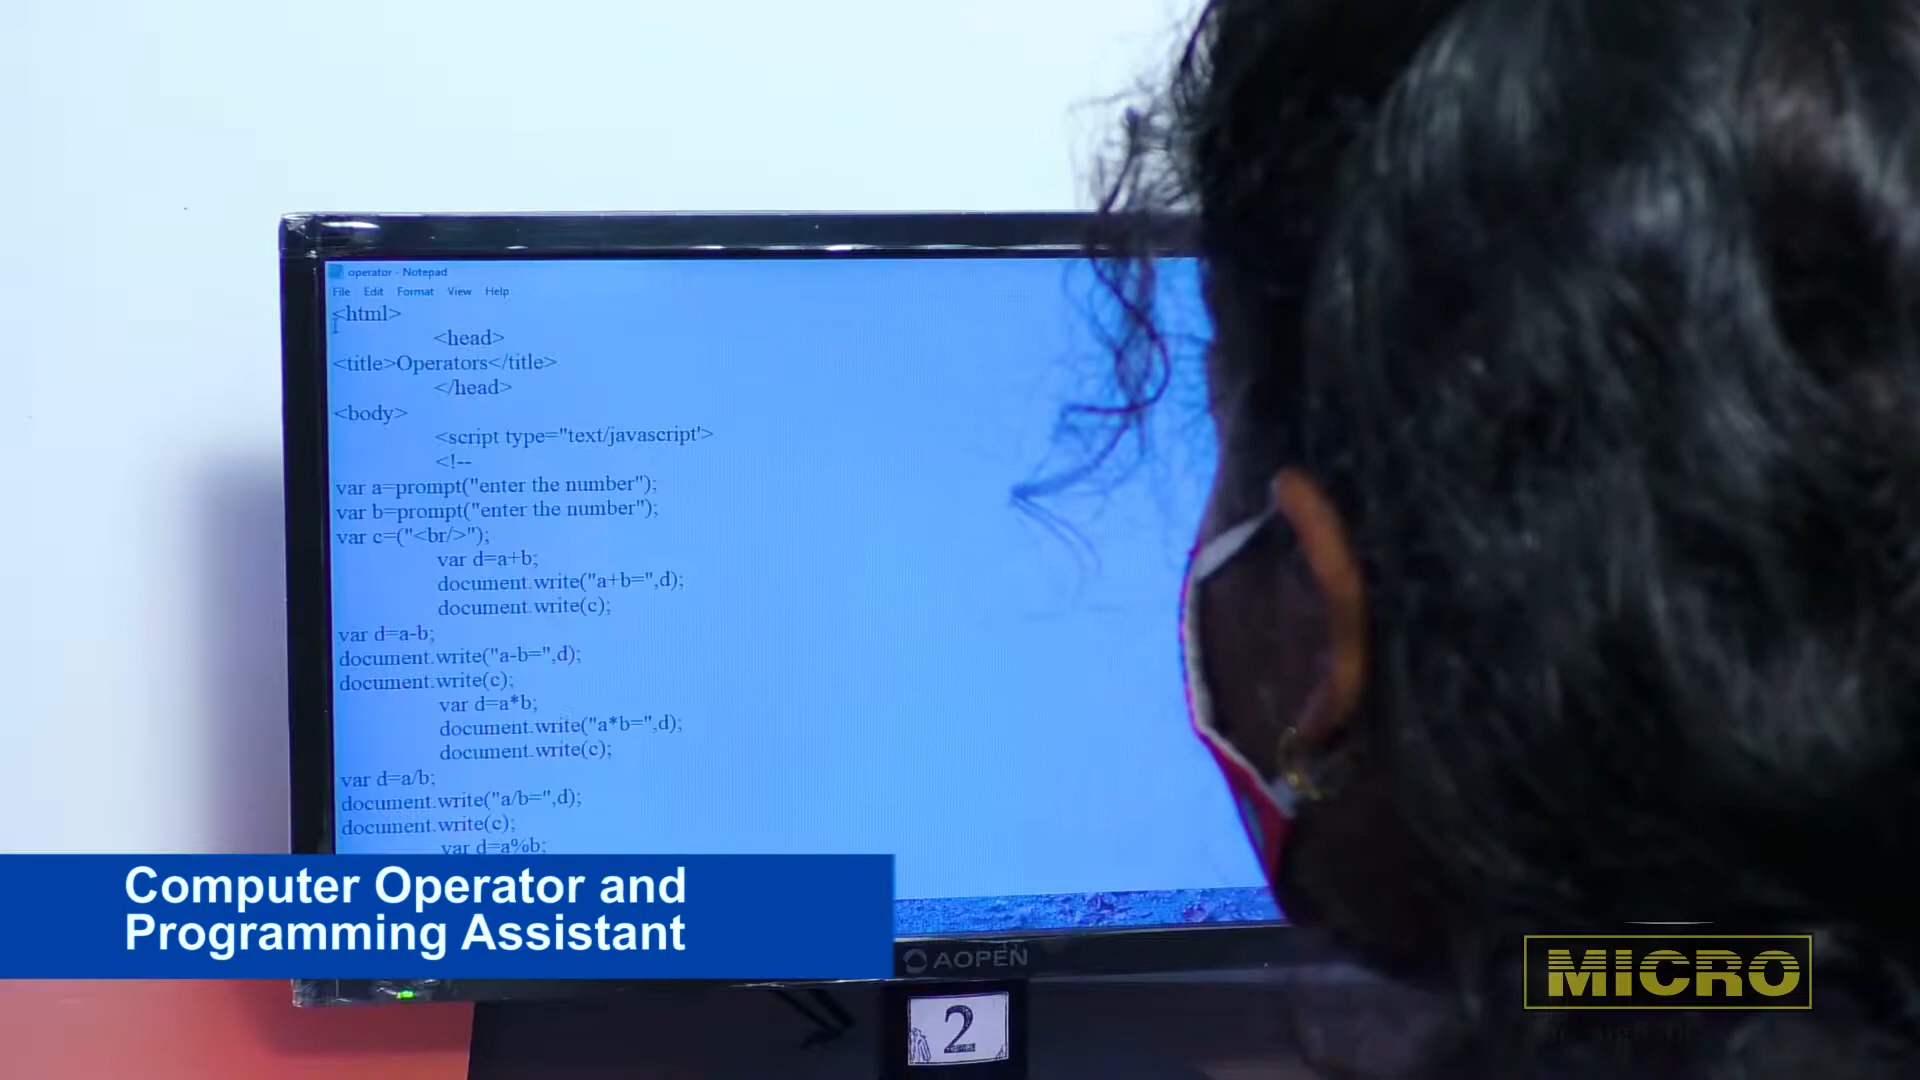 operator - Notepad
File Edit Format View Help
<html>
<head>
<title>Operators</title>
</head>
<body>
<script type="text/javascript'>
<!--
var a=prompt("enter the number");
var b=prompt("enter the number");
var c=("<br/>");
var d=a+b;
document.write("a+b=",d);
document.write(c);
var d=a-b;
document.write("a-b=",d);
document.write(c);
var d=a*b;
document.write("a*b=",d);
document.write(c);
var d=a/b;
document.write("a/b=",d);
document.write(c);
var d=a%b;
Computer Operator and
Programming Assistant
AOPEN
2
MICRO